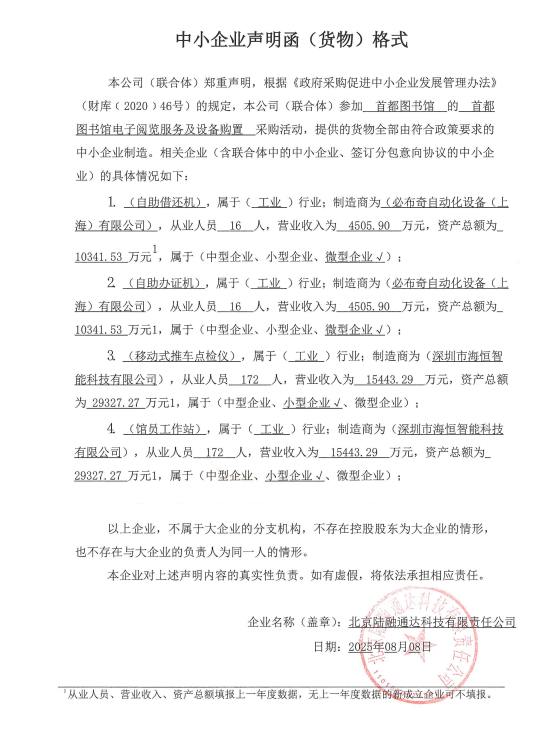 中小企业声明函（货物）格式
本公司（联合体）郑重声明，根据《政府采购促进中小企业发展管理办法》
（财库﹝2020﹞46号）的规定，本公司（联合体）参加 首都图书馆 的 首都
图书馆电子阅览服务及设备购置 采购活动，提供的货物全部由符合政策要求的
中小企业制造。相关企业（含联合体中的中小企业、签订分包意向协议的中小企
业）的具体情况如下：
1. （自助借还机），属于（ 工业 ）行业；制造商为（必布奇自动化设备（上
海）有限公司），从业人员 16 人，营业收入为 4505.90 万元，资产总额为
10341.53 万元1，属于（中型企业、小型企业、微型企业√）；
2. （自助办证机），属于（ 工业 ）行业；制造商为（必布奇自动化设备（上
海）有限公司），从业人员 16 人，营业收入为 4505.90 万元，资产总额为
10341.53 万元1，属于（中型企业、小型企业、微型企业√）；
3. （移动式推车点检仪），属于（ 工业 ）行业；制造商为（深圳市海恒智
能科技有限公司），从业人员 172 人，营业收入为 15443.29 万元，资产总额
为 29327.27 万元1，属于（中型企业、小型企业√、微型企业）；
4. （馆员工作站），属于（ 工业 ）行业；制造商为（深圳市海恒智能科技
有限公司），从业人员 172 人，营业收入为 15443.29 万元，资产总额为
29327.27 万元1，属于（中型企业、小型企业√、微型企业）；
以上企业，不属于大企业的分支机构，不存在控股股东为大企业的情形，
也不存在与大企业的负责人为同一人的情形。
本企业对上述声明内容的真实性负责。如有虚假，将依法承担相应责任。
企业名称（盖章）：北京陆融通达科技有限责任公司
日期：2025年08月08日
北京陆融通达科技有限责任公司
1从业人员、营业收入、资产总额填报上一年度数据，无上一年度数据的新成立企业可不填报。